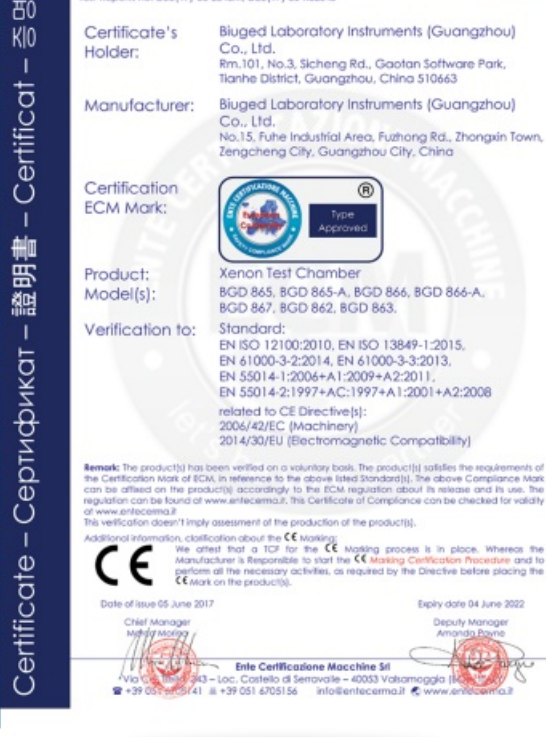 Certificate – Сертификат – 證明書 – Certificat – 증명
Certificate's Holder:
Biuged Laboratory Instruments (Guangzhou)
Co., Ltd.
Rm.101, No.3, Sicheng Rd., Gaotan Software Park,
Tianhe District, Guangzhou, China 510663
Manufacturer:
Biuged Laboratory Instruments (Guangzhou)
Co., Ltd.
No.15, Fuhe Industrial Area, Fuzhong Rd., Zhongxin Town,
Zengcheng City, Guangzhou City, China
Certification
ECM Mark:
ENTE CERTIFICAZIONE MACCHINE
SAFETY COMPLIANCE MARK
®
Type
Approved
Product:
Xenon Test Chamber
Model(s):
BGD 865, BGD 865-A, BGD 866, BGD 866-A,
BGD 867, BGD 862, BGD 863.
Verification to:
Standard:
EN ISO 12100:2010, EN ISO 13849-1:2015,
EN 61000-3-2:2014, EN 61000-3-3:2013,
EN 55014-1:2006+A1:2009+A2:2011,
EN 55014-2:1997+AC:1997+A1:2001+A2:2008
related to CE Directive(s):
2006/42/EC (Machinery)
2014/30/EU (Electromagnetic Compatibility)
Remark: The product(s) has been verified on a voluntary basis. The product(s) satisfies the requirements of
the Certification Mark of ECM, in reference to the above listed Standard(s). The above Compliance Mark
can be affixed on the product(s) accordingly to the ECM regulation about its release and its use. The
regulation can be found at www.entecerma.it. This Certificate of Compliance can be checked for validity
at www.entecerma.it
This verification doesn't imply assessment of the production of the product(s).
Additional information, clarification about the CE Marking:
CE
We attest that a TCF for the CE Marking process is in place. Whereas the
Manufacturer is Responsible to start the CE Marking Certification Procedure and to
perform all the necessary activities, as required by the Directive before placing the
CE Mark on the product(s).
Date of issue 05 June 2017
Expiry date 04 June 2022
Chief Manager
Deputy Manager
Amanda Payne
Ente Certificazione Macchine Srl
243 – Loc. Castello di Serravalle – 40053 Valsamoggia
+39 051 6705156 info@entecerma.it www.entecerma.it